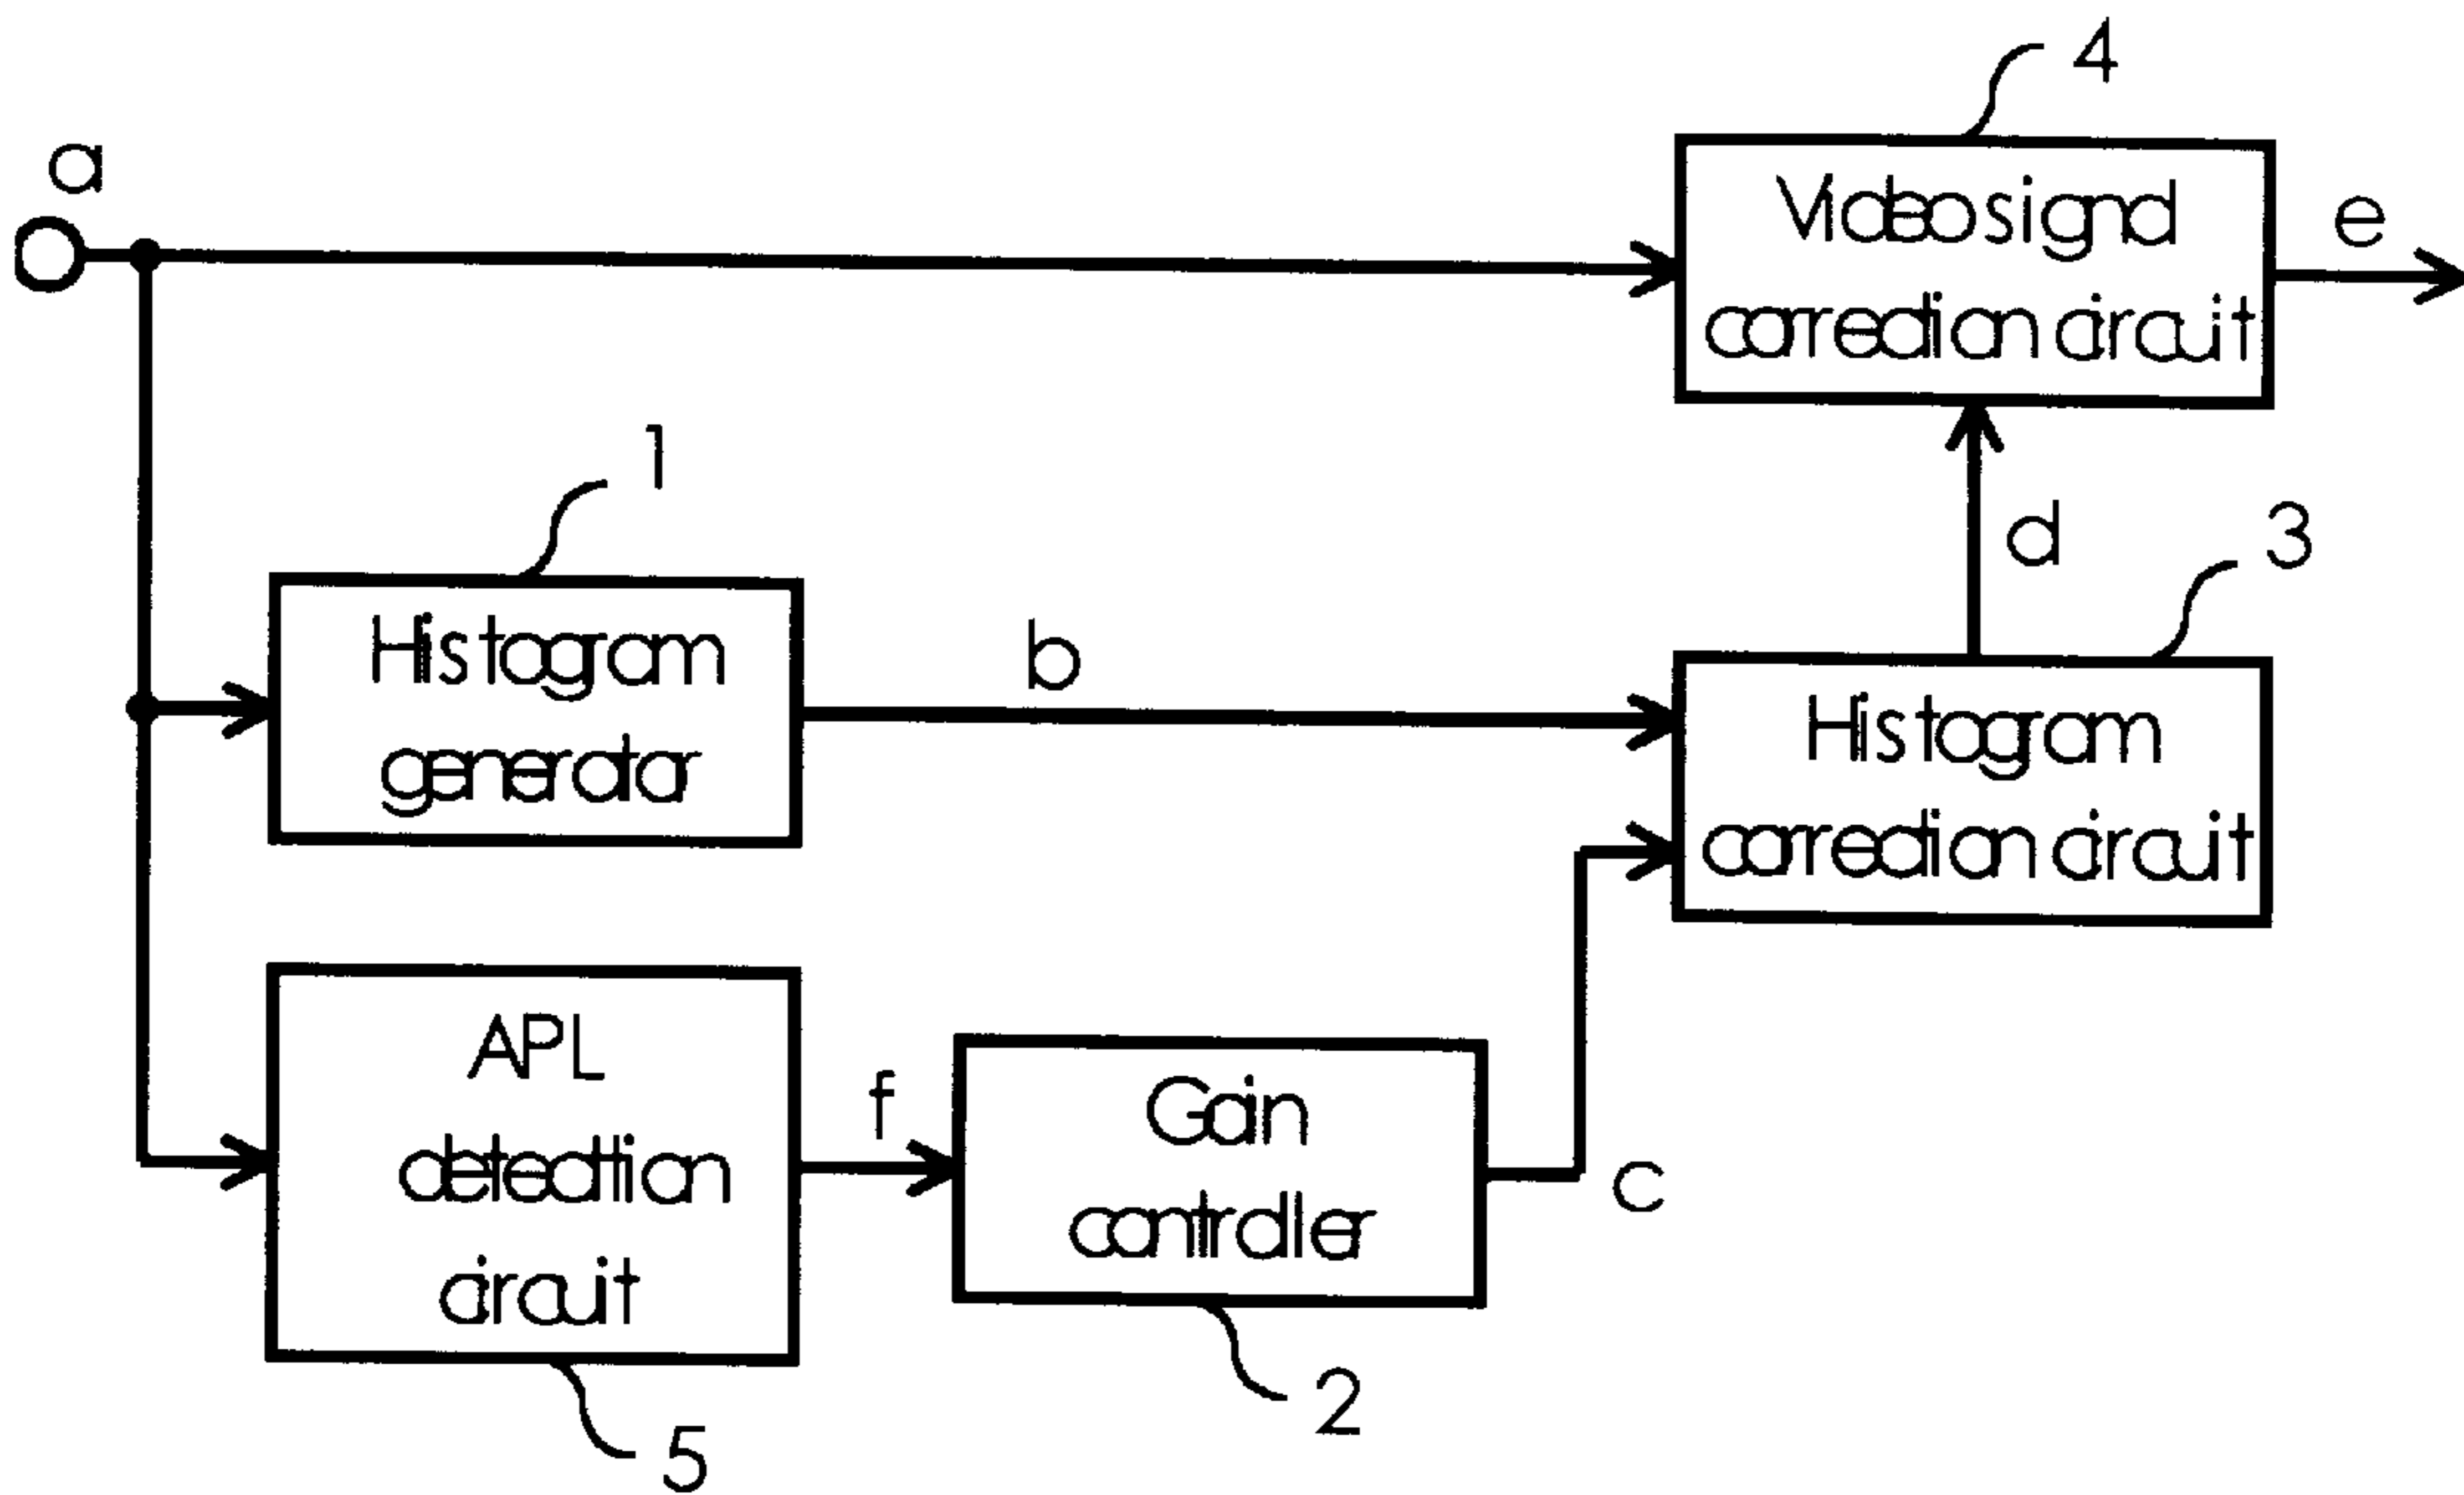 4
a
Video signal
correction circuit
e
1
d
3
Histogram
generator
b
Histogram
correction circuit
APL
detection
circuit
f
Gain
controller
c
2
5